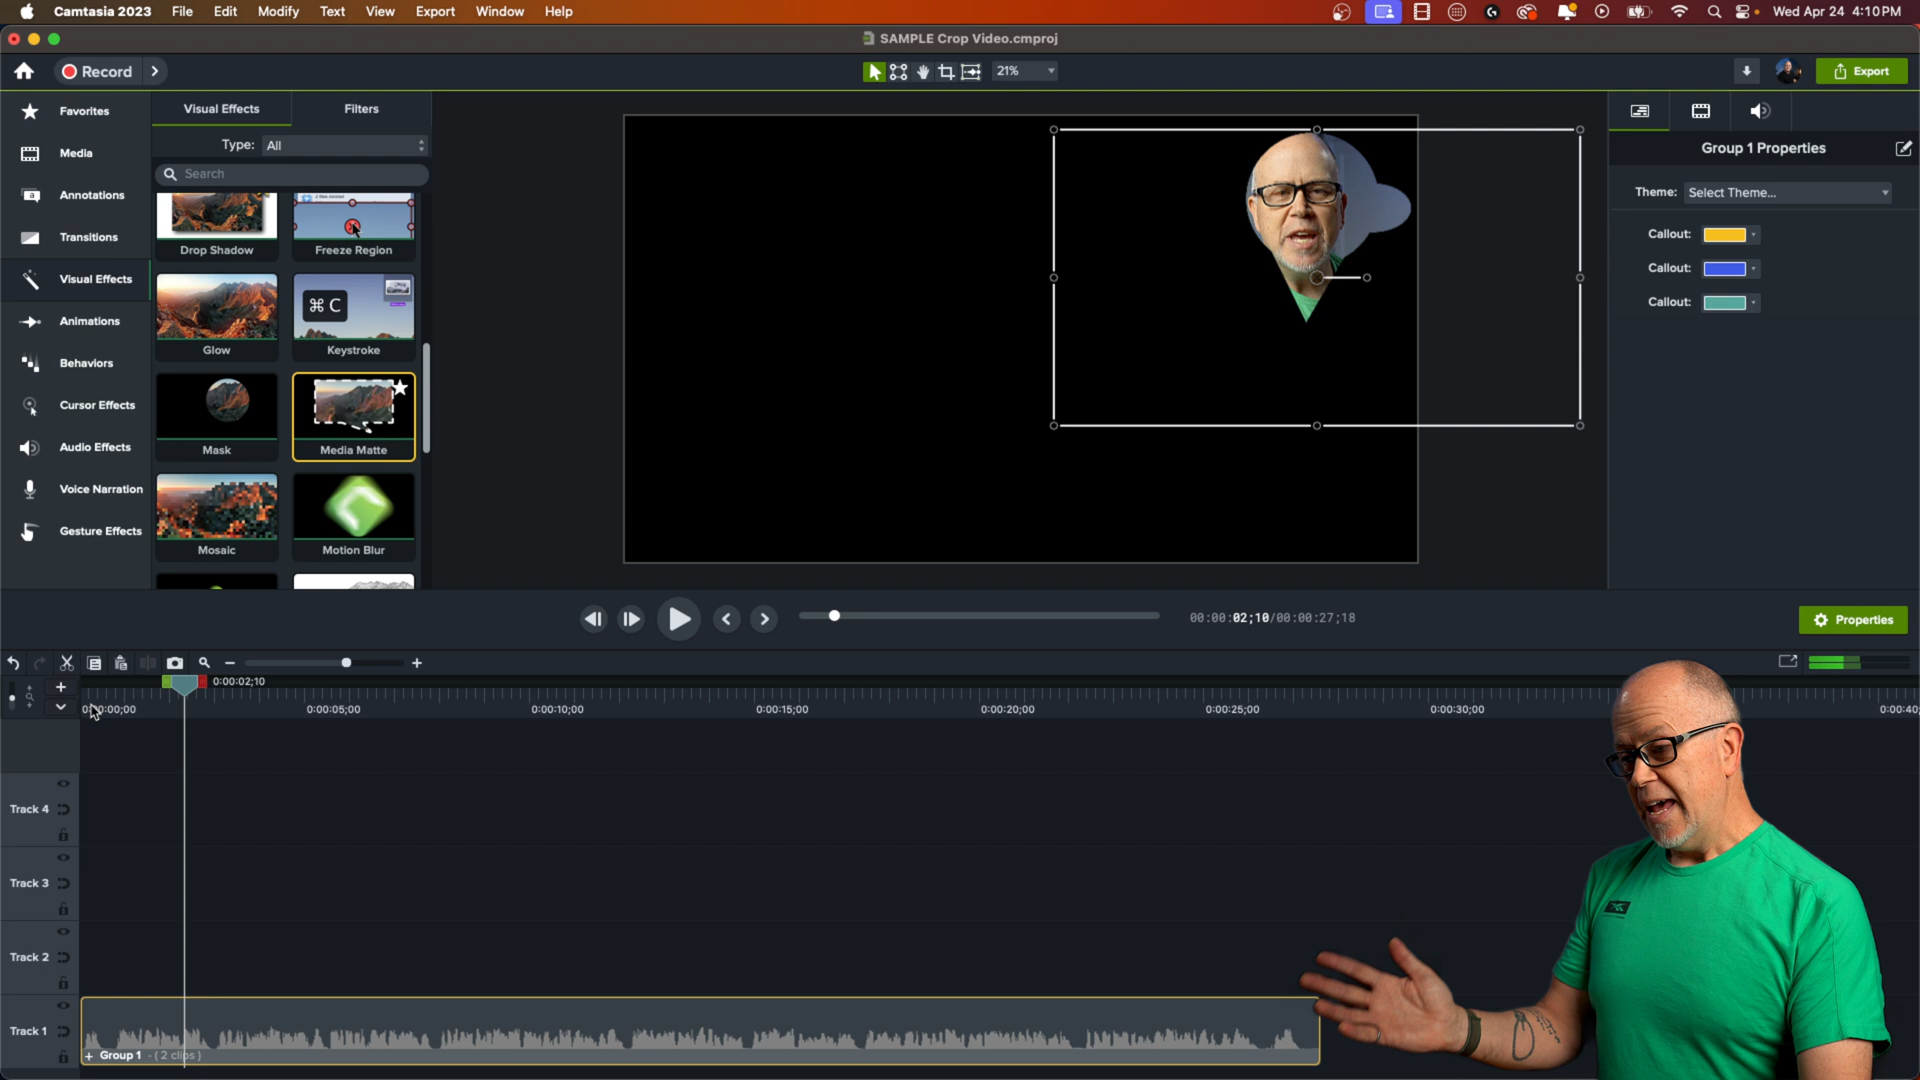 Camtasia 2023 File Edit Modify Text View Export Window Help
Wed Apr 24 4:10 PM
SAMPLE Crop Video.cmproj
Record
21%
Export
Favorites
Media
Annotations
Transitions
Visual Effects
Animations
Behaviors
Cursor Effects
Audio Effects
Voice Narration
Gesture Effects
Visual Effects
Filters
Type: All
Search
Drop Shadow
Freeze Region
⌘ C
Glow
Keystroke
Mask
Media Matte
Mosaic
Motion Blur
Group 1 Properties
Theme: Select Theme...
Callout:
Callout:
Callout:
00:00:02;10/00:00:27;18
Properties
0:00:02;10
0:00:05;00
0:00:10;00
0:00:15;00
0:00:20;00
0:00:25;00
0:00:30;00
0:00:40;
Track 4
Track 3
Track 2
Track 1
+ Group 1 - ( 2 clips )